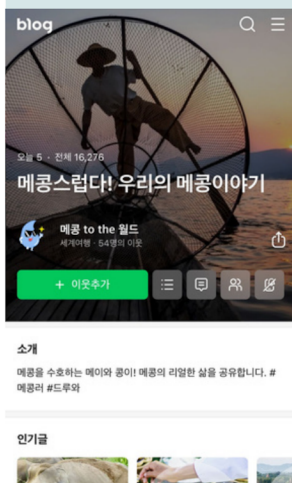 blog
오늘 5 · 전체 16,276
메콩스럽다! 우리의 메콩이야기
메콩 to the 월드
세계여행 · 54명의 이웃
+ 이웃추가
소개
메콩을 수호하는 메이와 콩이! 메콩의 리얼한 삶을 공유합니다. #
메콩러 #드루와
인기글